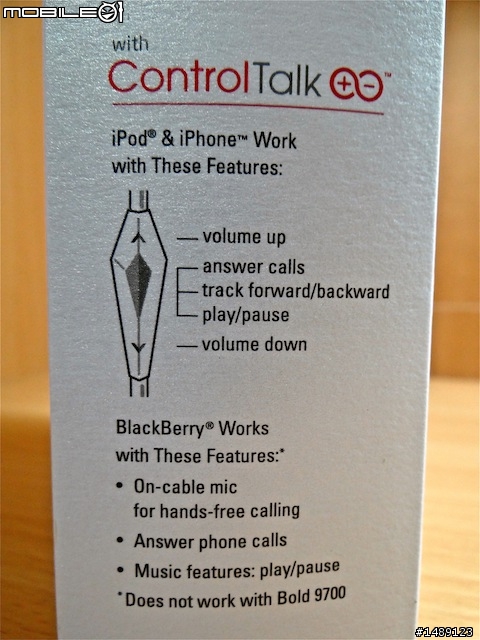 MOBILE01
with
ControlTalk ™
iPod® & iPhone™ Work
with These Features:
volume up
answer calls
track forward/backward
play/pause
volume down
BlackBerry® Works
with These Features:*
• On-cable mic
for hands-free calling
• Answer phone calls
• Music features: play/pause
*Does not work with Bold 9700
#1489123